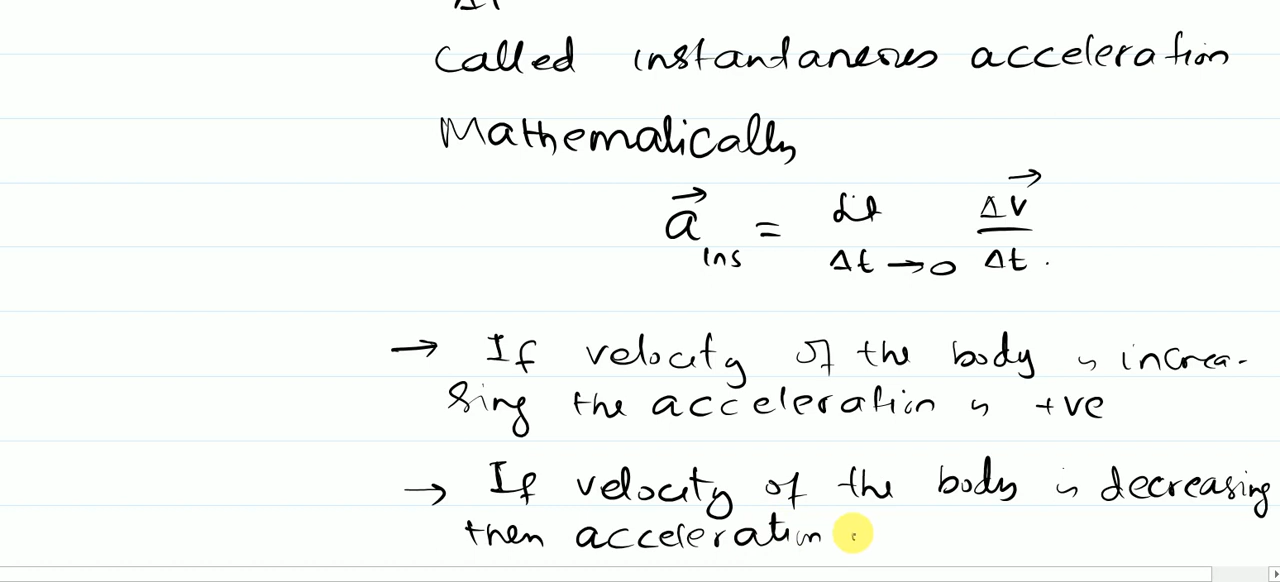 called instantaneous acceleration
Mathematically
a⃗ ins = Lit Δt → 0 Δv⃗ / Δt .
→ If velocity of the body is increa-
sing the acceleration is +ve
→ If velocity of the body is decreasing
then acceleration